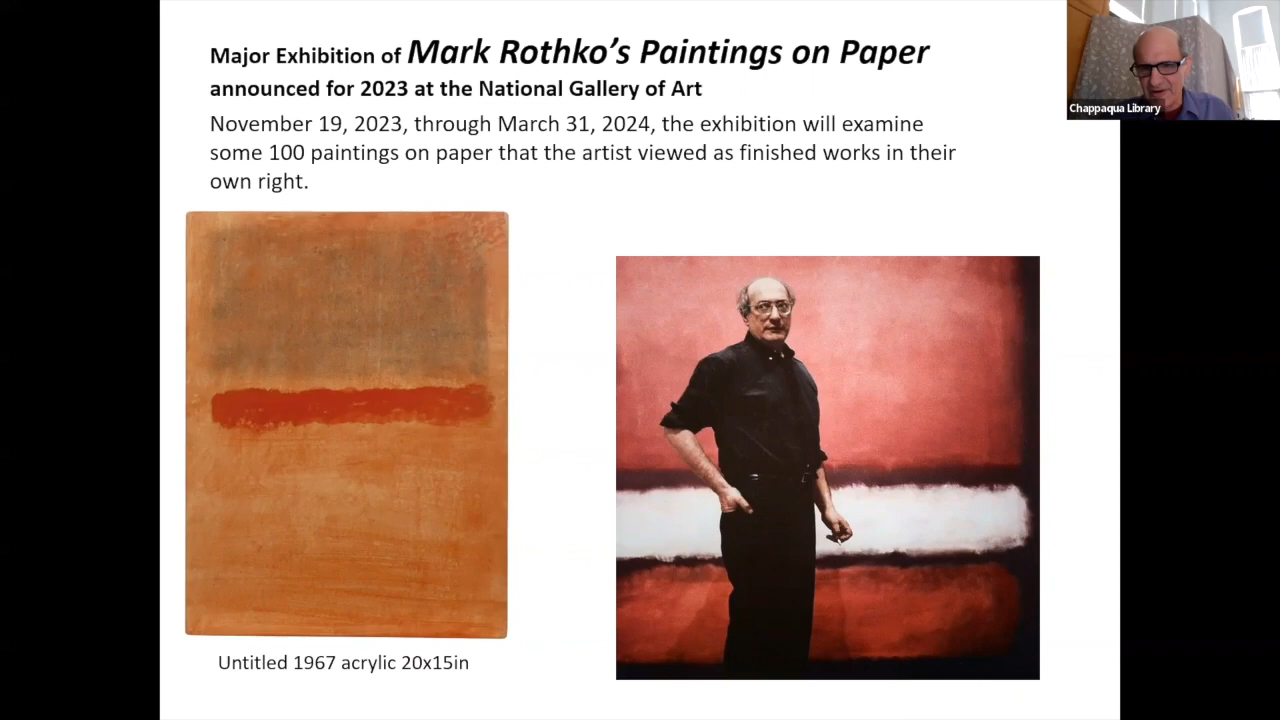 Major Exhibition of Mark Rothko's Paintings on Paper
announced for 2023 at the National Gallery of Art
November 19, 2023, through March 31, 2024, the exhibition will examine
some 100 paintings on paper that the artist viewed as finished works in their
own right.
Untitled 1967 acrylic 20x15in
Chappaqua Library